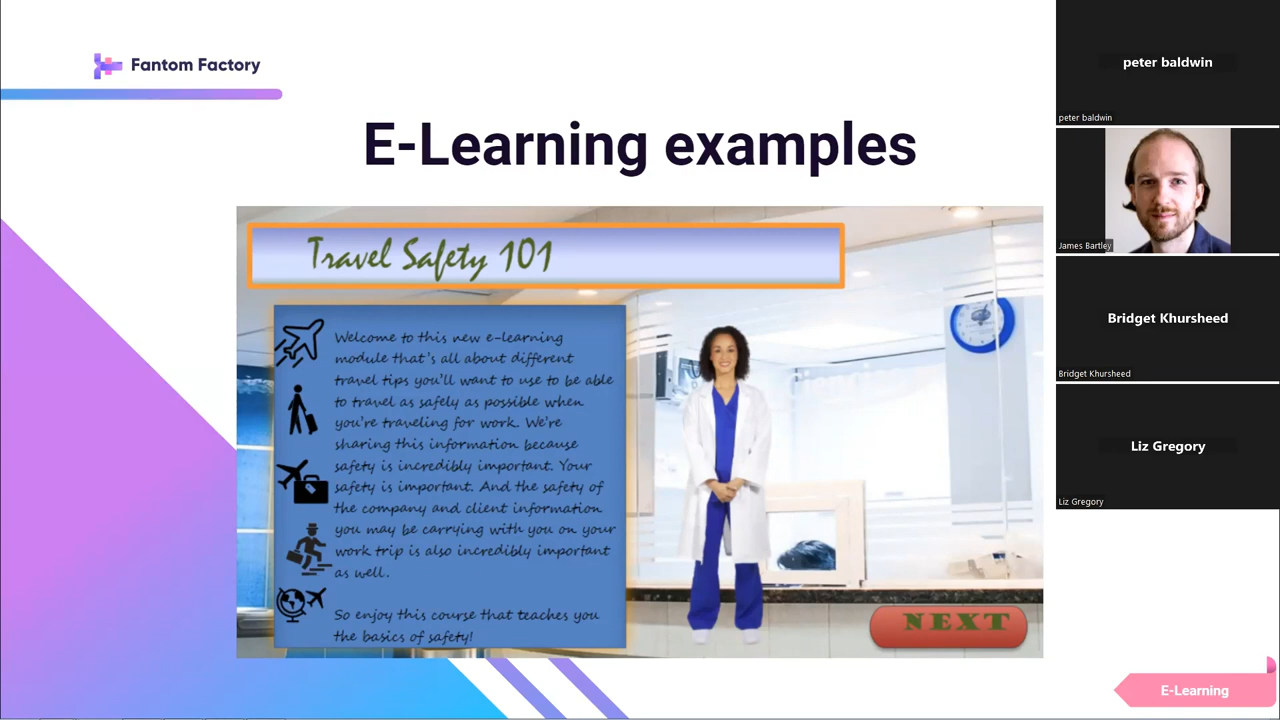 Fantom Factory
E-Learning examples
Travel Safety 101
Welcome to this new e-learning
module that's all about different
travel tips you'll want to use to be able
to travel as safely as possible when
you're traveling for work. We're
sharing this information because
safety is incredibly important. Your
safety is important. And the safety of
the company and client information
you may be carrying with you on your
work trip is also incredibly important
as well.
So enjoy this course that teaches you
the basics of safety!
NEXT
E-Learning
peter baldwin
peter baldwin
James Bartley
Bridget Khursheed
Bridget Khursheed
Liz Gregory
Liz Gregory